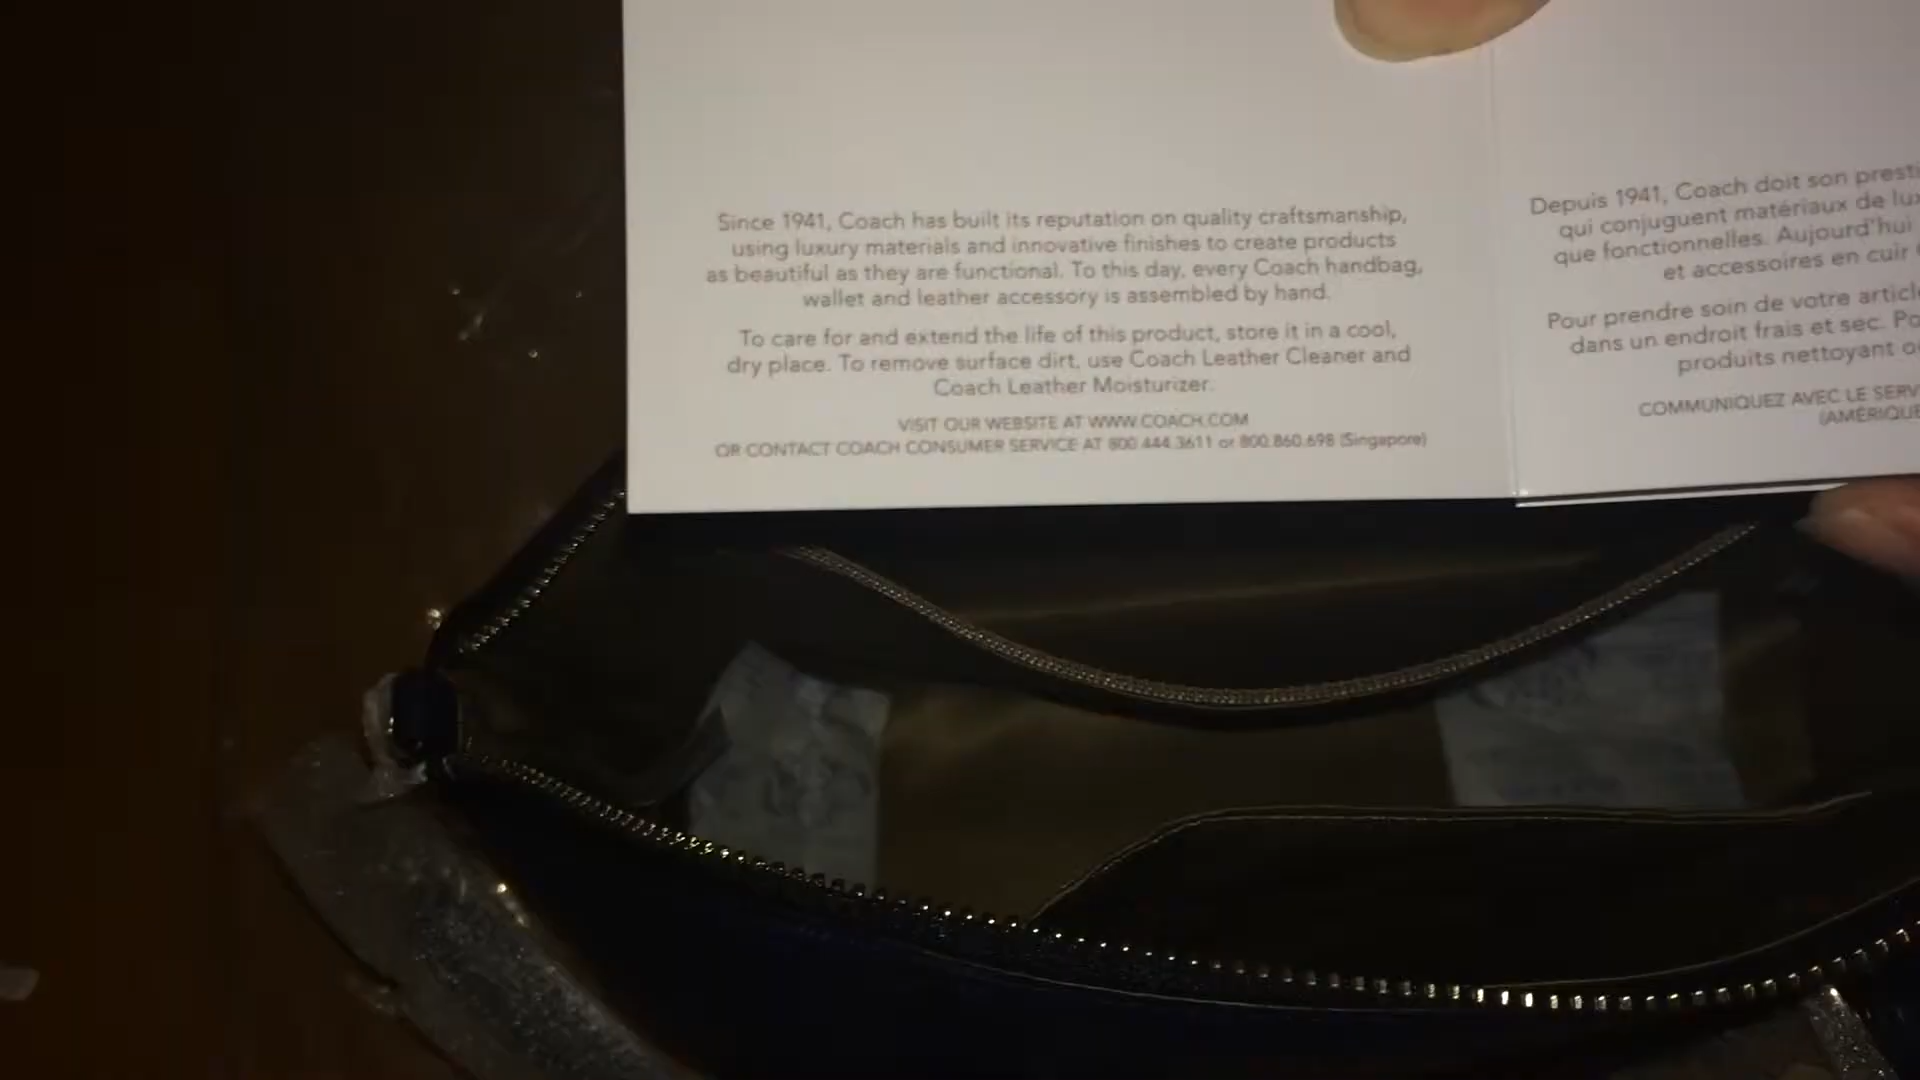 Since 1941, Coach has built its reputation on quality craftsmanship,
using luxury materials and innovative finishes to create products
as beautiful as they are functional. To this day, every Coach handbag,
wallet and leather accessory is assembled by hand.
To care for and extend the life of this product, store it in a cool,
dry place. To remove surface dirt, use Coach Leather Cleaner and
Coach Leather Moisturizer.
VISIT OUR WEBSITE AT WWW.COACH.COM
OR CONTACT COACH CONSUMER SERVICE AT 800.444.3611 or 800.860.698 (Singapore)
Depuis 1941, Coach doit son presti
qui conjuguent matériaux de lux
que fonctionnelles. Aujourd'hui
et accessoires en cuir
Pour prendre soin de votre article
dans un endroit frais et sec. Po
produits nettoyant
COMMUNIQUEZ AVEC LE SERV
(AMÉRIQUE